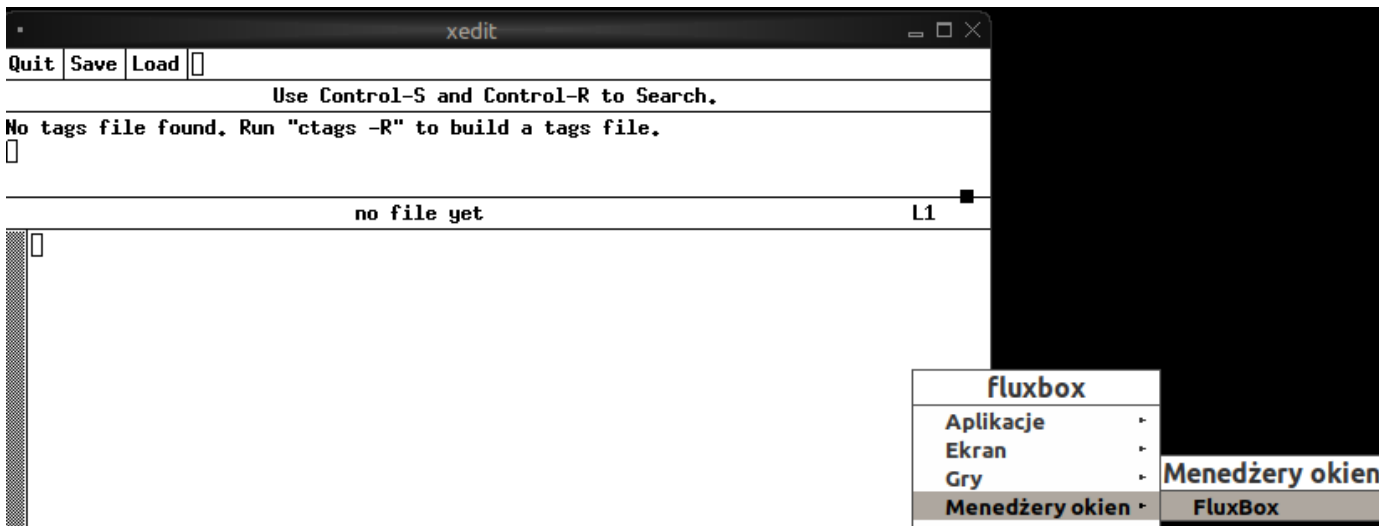 xedit
Quit Save Load
Use Control-S and Control-R to Search.
No tags file found. Run "ctags -R" to build a tags file.
no file yet L1
fluxbox
Aplikacje
Ekran
Gry
Menedżery okien
Menedżery okien
FluxBox